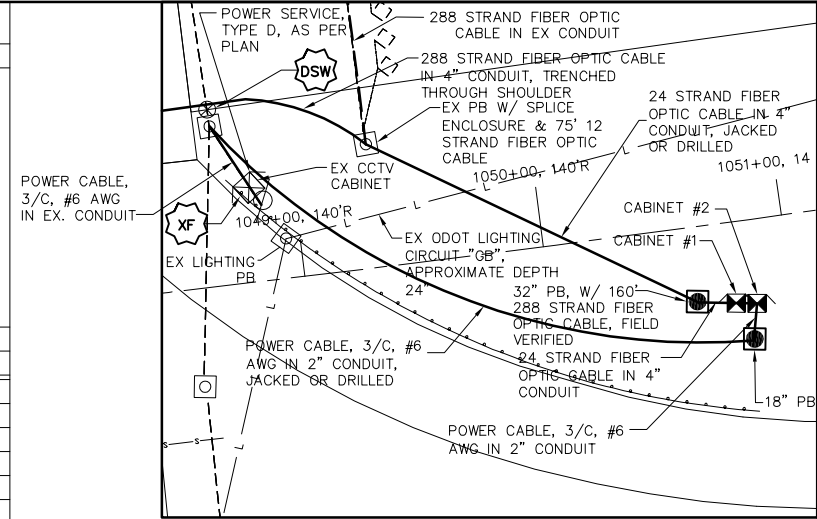 POWER SERVICE,
TYPE D, AS PER
PLAN
288 STRAND FIBER OPTIC
CABLE IN EX CONDUIT
DSW
288 STRAND FIBER OPTIC CABLE
IN 4" CONDUIT, TRENCHED
THROUGH SHOULDER
EX PB W/ SPLICE
ENCLOSURE & 75' 12
STRAND FIBER OPTIC
CABLE
24 STRAND FIBER
OPTIC CABLE IN 4"
CONDUIT, JACKED
OR DRILLED
EX CCTV
CABINET
1050+00, 140'R
1051+00, 14
POWER CABLE,
3/C, #6 AWG
IN EX. CONDUIT
XF
1049+00, 140'R
EX LIGHTING
PB
EX ODOT LIGHTING
CIRCUIT "GB",
APPROXIMATE DEPTH
24"
CABINET #2
CABINET #1
32" PB, W/ 160'
288 STRAND FIBER
OPTIC CABLE, FIELD
VERIFIED
24 STRAND FIBER
OPTIC CABLE IN 4"
CONDUIT
POWER CABLE, 3/C, #6
AWG IN 2" CONDUIT,
JACKED OR DRILLED
18" PB
POWER CABLE, 3/C, #6
AWG IN 2" CONDUIT
L
L
L
L
L
S
S